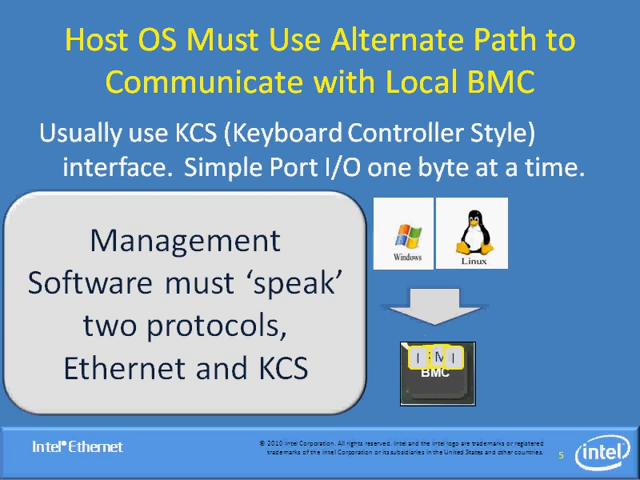 Host OS Must Use Alternate Path to
Communicate with Local BMC
Usually use KCS (Keyboard Controller Style)
interface. Simple Port I/O one byte at a time.
Management
Software must ‘speak’
two protocols,
Ethernet and KCS
Windows
Linux
I M I
BMC
Intel® Ethernet
© 2010 Intel Corporation. All rights reserved. Intel and the Intel logo are trademarks or registered
trademarks of the Intel Corporation or its subsidiaries in the United States and other countries.
5
intel